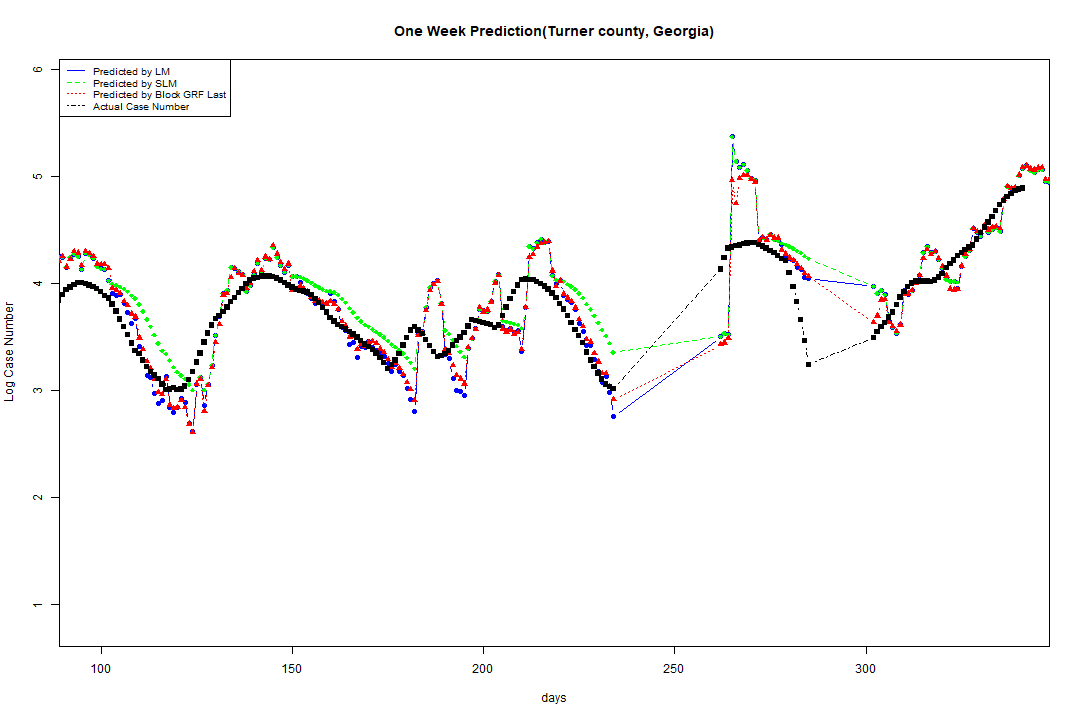 One Week Prediction(Turner county, Georgia)
Predicted by LM
Predicted by SLM
Predicted by Block GRF Last
Actual Case Number
6
5
4
3
2
1
Log Case Number
100 150 200 250 300
days